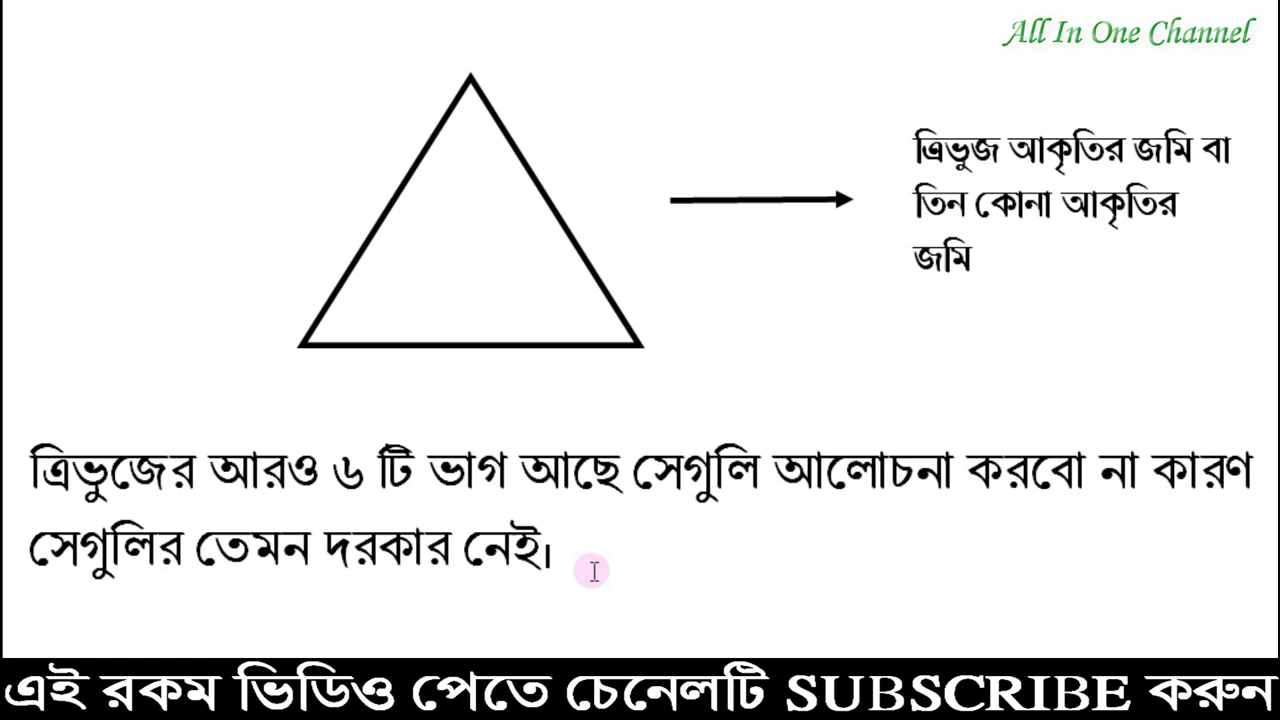 All In One Channel
ত্রিভুজ আকৃতির জমি বা
তিন কোনা আকৃতির
জমি
ত্রিভুজের আরও ৬ টি ভাগ আছে সেগুলি আলোচনা করবো না কারণ
সেগুলির তেমন দরকার নেই।
এই রকম ভিডিও পেতে চেনেলটি SUBSCRIBE করুন